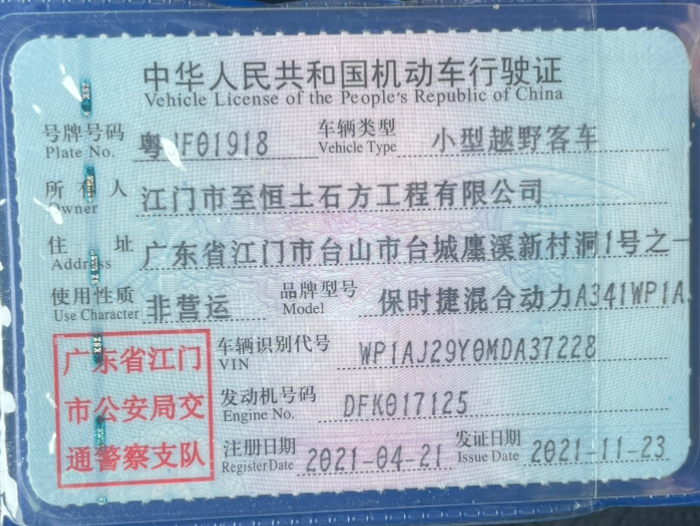 中华人民共和国机动车行驶证
Vehicle License of the People's Republic of China
号牌号码 粤JF01918 车辆类型 小型越野客车
Plate No. Vehicle Type
所有人 江门市至恒土石方工程有限公司
Owner
住址 广东省江门市台山市台城廛溪新村洞1号之一
Address
使用性质 非营运 品牌型号 保时捷混合动力A341WP1A
Use Character Model
广东省江门
市公安局交
通警察支队
车辆识别代号 WP1AJ29Y0MDA37228
VIN
发动机号码 DFK017125
Engine No.
注册日期 2021-04-21 发证日期 2021-11-23
Register Date Issue Date